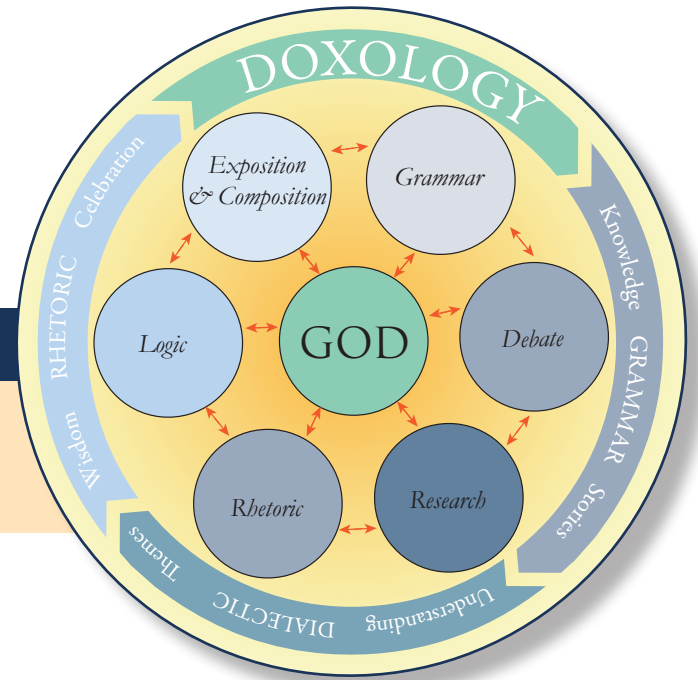 DOXOLOGY
Knowledge GRAMMAR Stories
Understanding DIALECTIC Themes
Wisdom RHETORIC Celebration
Exposition
& Composition
Grammar
Logic
GOD
Debate
Rhetoric
Research